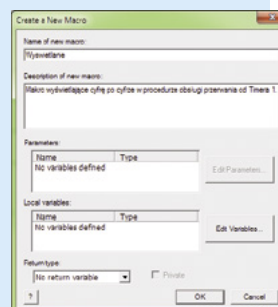 Create a New Macro
Name of new macro:
Wyswetlanie
Description of new macro:
Makro wyświetlające cyfrę po cyfrze w procedurze obsługi przerwania od Timera 1.
Parameters:
Name Type
No variables defined
Edit Parameters...
Local variables:
Name Type
No variables defined
Edit Variables...
Return type:
No return variable
Private
?
OK
Cancel